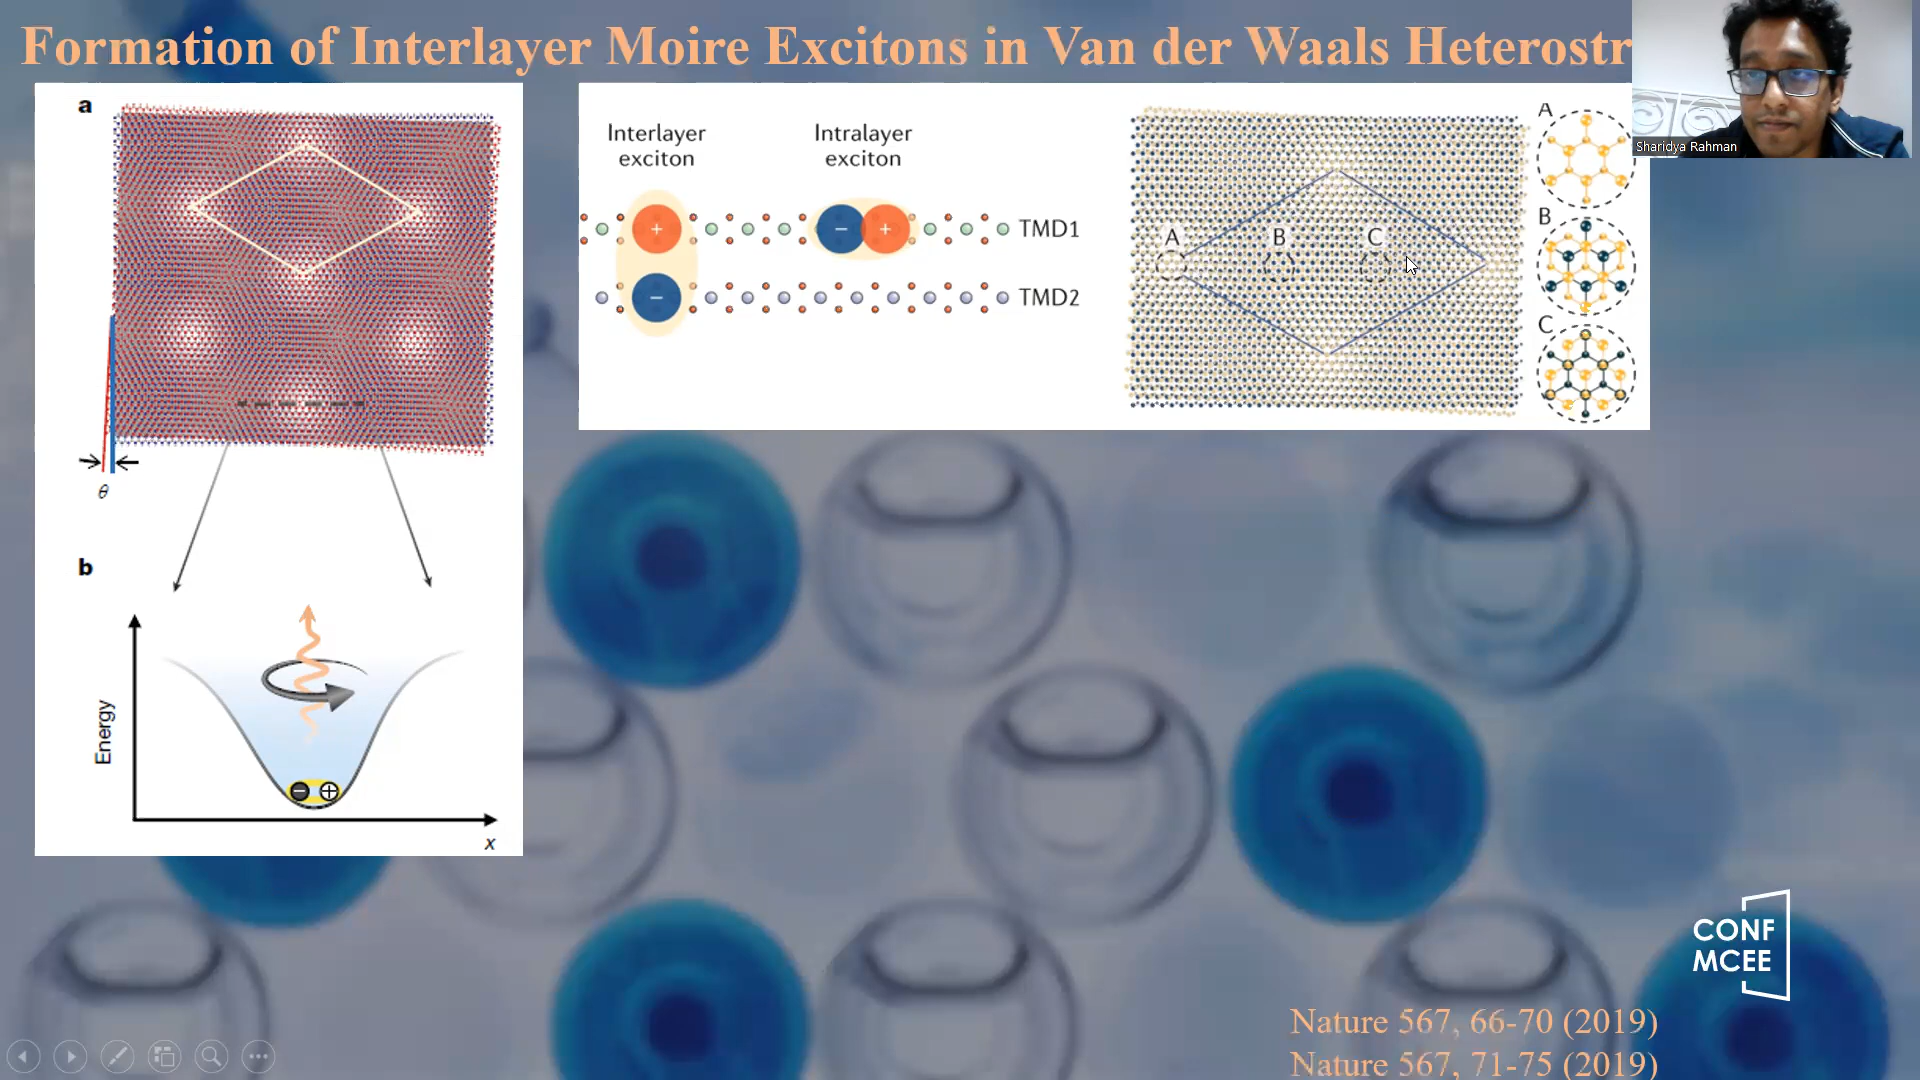 Formation of Interlayer Moire Excitons in Van der Waals Heterostr
Sharidya Rahman
a
θ
b
Energy
x
Interlayer
exciton
Intralayer
exciton
+
− +
TMD1
−
TMD2
A
B
C
A
B
C
− +
CONF
MCEE
Nature 567, 66-70 (2019)
Nature 567, 71-75 (2019)